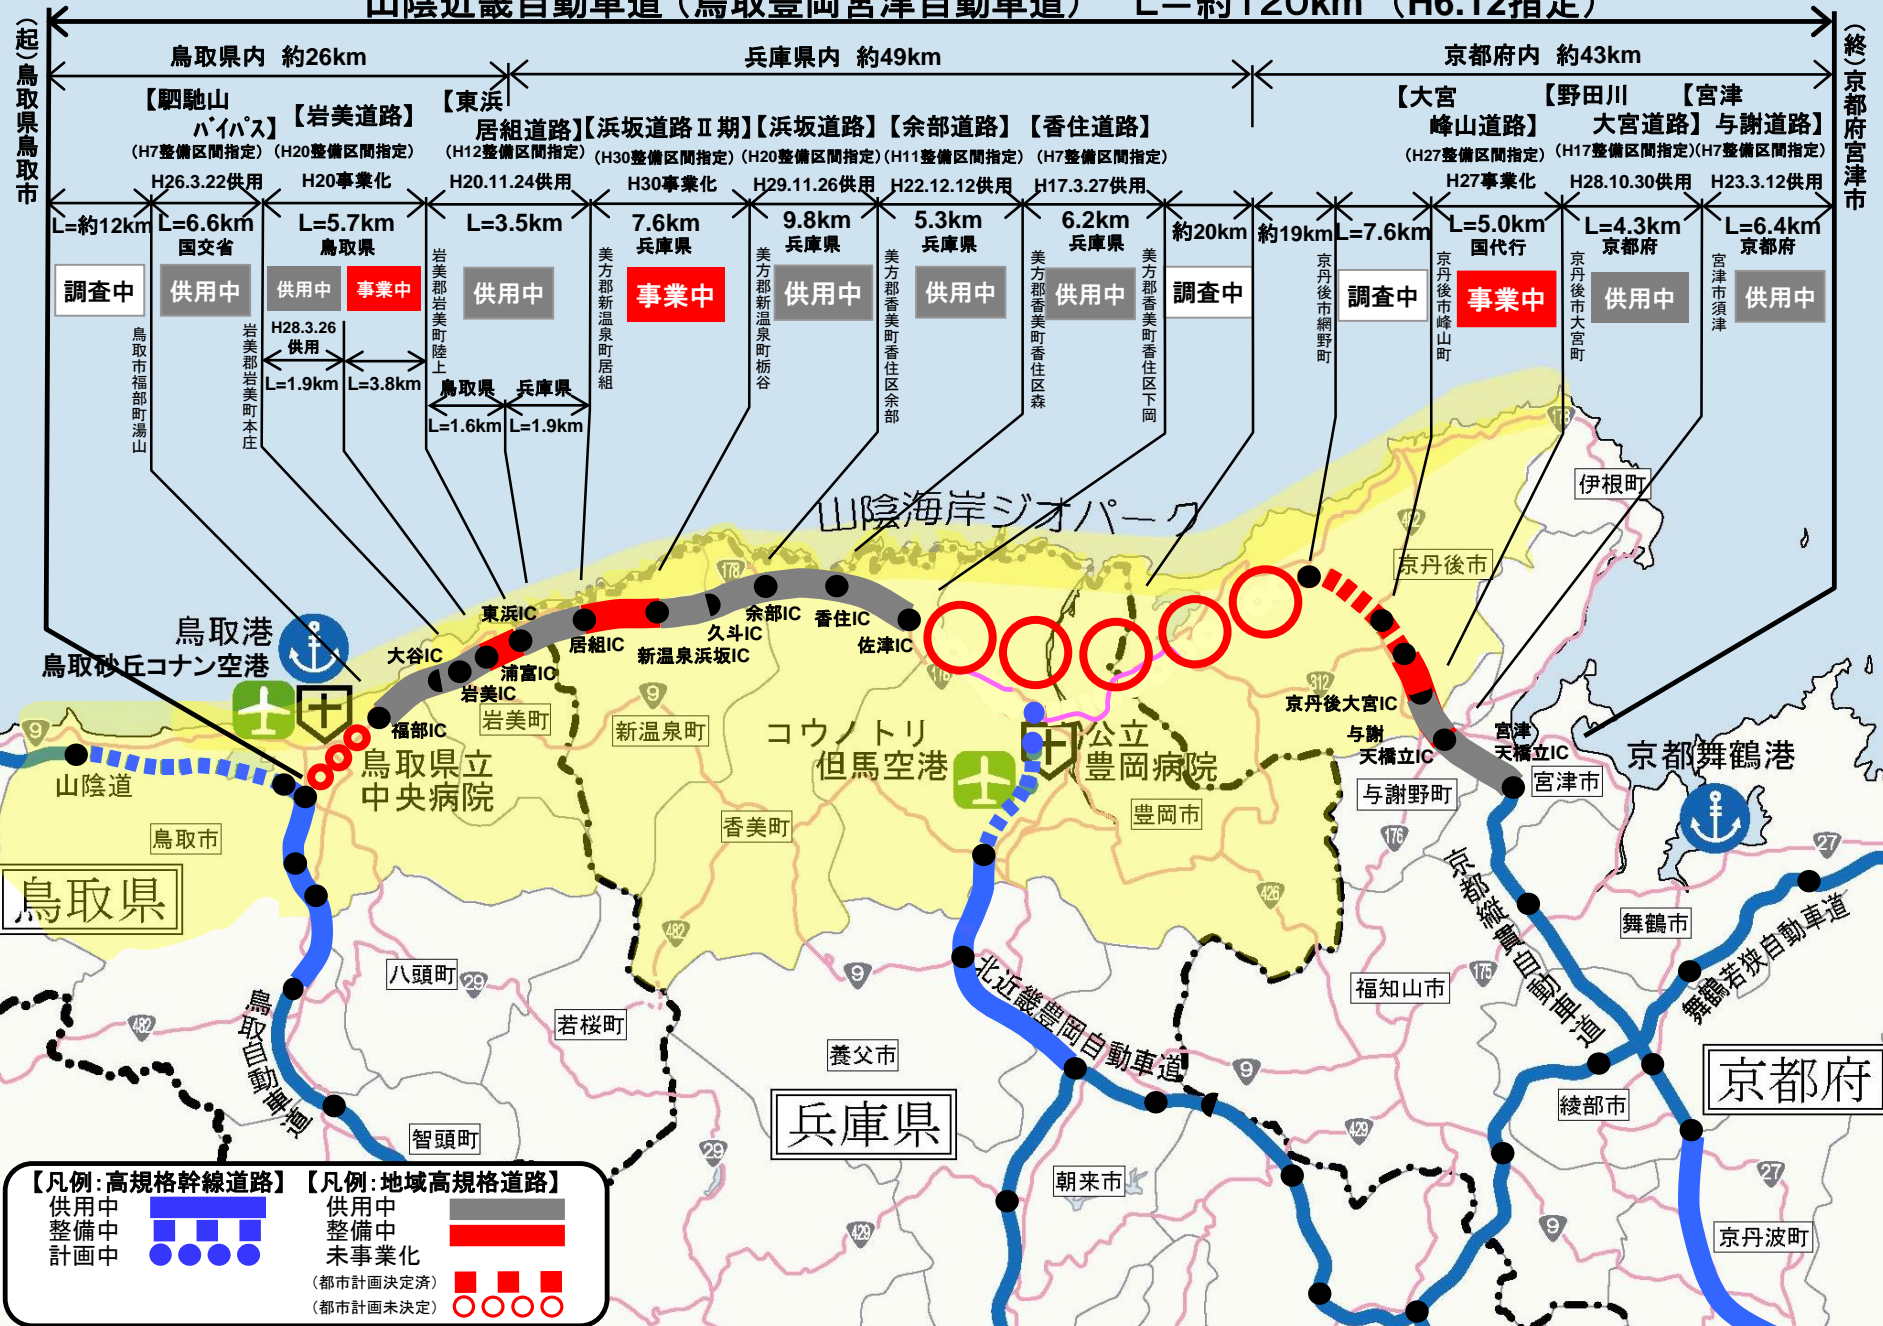 山陰近畿自動車道（鳥取豊岡宮津自動車道） L＝約120km （H6.12指定）
（起）鳥取県鳥取市
（終）京都府宮津市
鳥取県内 約26km
兵庫県内 約49km
京都府内 約43km
【駟馳山
バイパス】
（H7整備区間指定）
H26.3.22供用
【岩美道路】
（H20整備区間指定）
H20事業化
【東浜
居組道路】
（H12整備区間指定）
H20.11.24供用
【浜坂道路Ⅱ期】
（H30整備区間指定）
H30事業化
【浜坂道路】
（H20整備区間指定）
H29.11.26供用
【余部道路】
（H11整備区間指定）
H22.12.12供用
【香住道路】
（H7整備区間指定）
H17.3.27供用
【大宮
峰山道路】
（H27整備区間指定）
H27事業化
【野田川
大宮道路】
（H17整備区間指定）
H28.10.30供用
【宮津
与謝道路】
（H7整備区間指定）
H23.3.12供用
L=約12km
調査中
L=6.6km
国交省
供用中
L=5.7km
鳥取県
供用中
事業中
H28.3.26
供用
L=1.9km
L=3.8km
L=3.5km
供用中
鳥取県
兵庫県
L=1.6km
L=1.9km
7.6km
兵庫県
事業中
9.8km
兵庫県
供用中
5.3km
兵庫県
供用中
6.2km
兵庫県
供用中
約20km
調査中
約19km
L=7.6km
調査中
L=5.0km
国代行
事業中
L=4.3km
京都府
供用中
L=6.4km
京都府
供用中
鳥取市福部町湯山
岩美郡岩美町本庄
岩美郡岩美町陸上
美方郡新温泉町居組
美方郡新温泉町栃谷
美方郡香美町香住区余部
美方郡香美町香住区森
美方郡香美町香住区下岡
京丹後市網野町
京丹後市峰山町
京丹後市大宮町
宮津市須津
山陰海岸ジオパーク
178
伊根町
482
京丹後市
178
鳥取港
鳥取砂丘コナン空港
東浜IC
大谷IC
浦富IC
岩美IC
居組IC
新温泉浜坂IC
久斗IC
余部IC
香住IC
佐津IC
178
福部IC
岩美町
9
新温泉町
コウノトリ
但馬空港
公立
豊岡病院
312
京丹後大宮IC
与謝
天橋立IC
宮津
天橋立IC
京都舞鶴港
9
山陰道
鳥取県立
中央病院
鳥取市
香美町
豊岡市
与謝野町
宮津市
176
27
鳥取県
京都縦貫自動車道
426
舞鶴市
舞鶴若狭自動車道
482
八頭町
29
9
北近畿豊岡自動車道
福知山市
175
鳥取自動車道
482
若桜町
養父市
9
京都府
兵庫県
綾部市
智頭町
29
429
朝来市
27
429
9
京丹波町
【凡例：高規格幹線道路】
供用中
整備中
計画中
【凡例：地域高規格道路】
供用中
整備中
未事業化
（都市計画決定済）
（都市計画未決定）